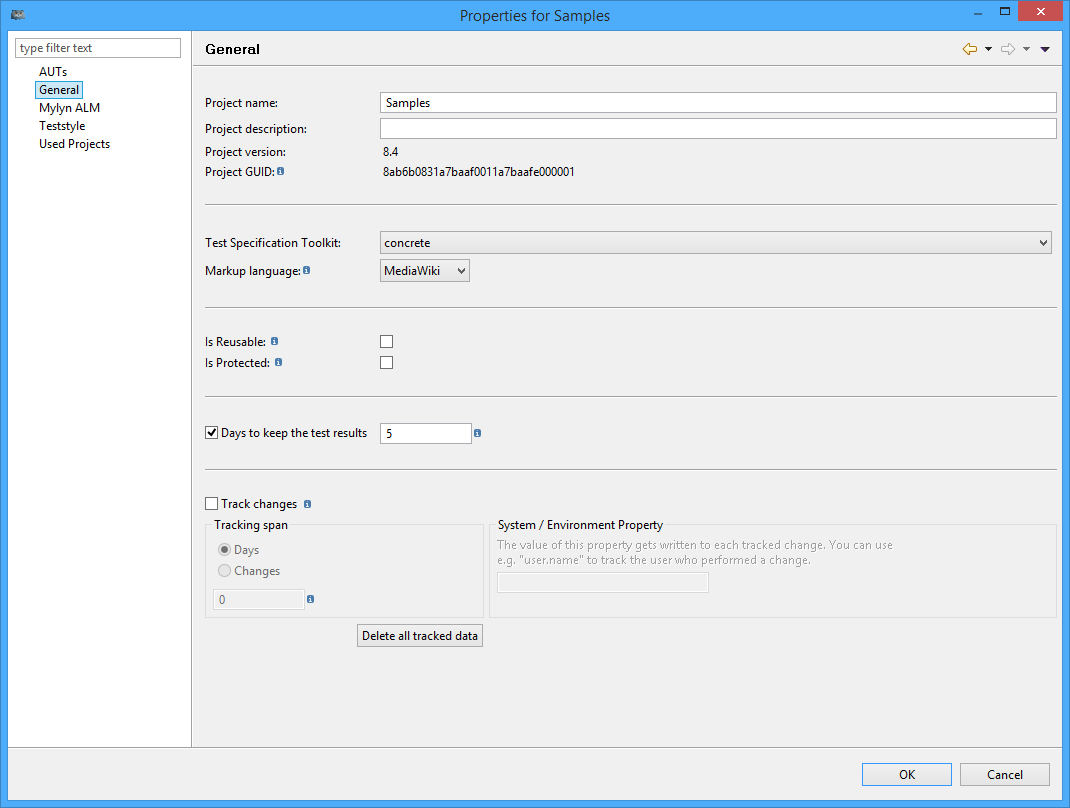 Properties for Samples
type filter text
AUTs
General
Mylyn ALM
Teststyle
Used Projects
General
Project name: Samples
Project description:
Project version: 8.4
Project GUID: 8ab6b0831a7baaf0011a7baafe000001
Test Specification Toolkit: concrete
Markup language: MediaWiki
Is Reusable:
Is Protected:
Days to keep the test results 5
Track changes
Tracking span
Days
Changes
0
System / Environment Property
The value of this property gets written to each tracked change. You can use
e.g. "user.name" to track the user who performed a change.
Delete all tracked data
OK Cancel